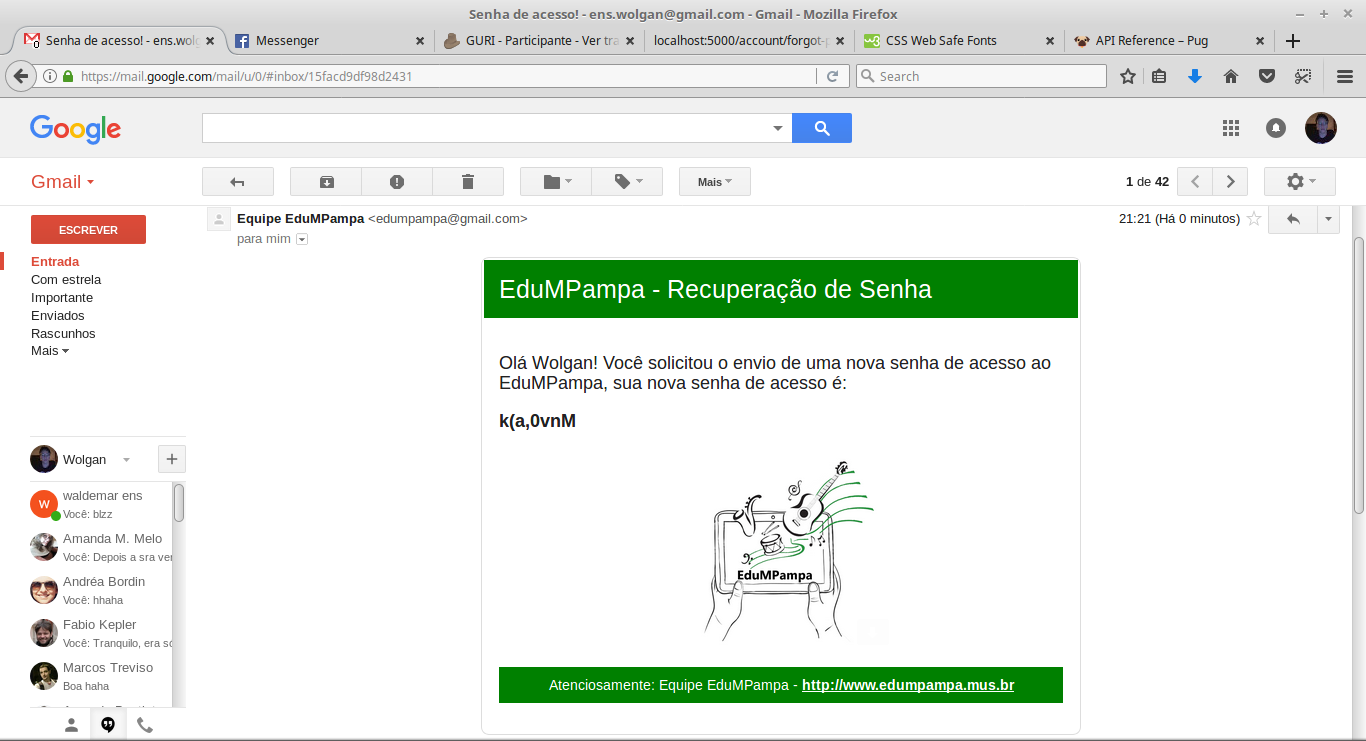 Senha de acesso! - ens.wolgan@gmail.com - Gmail - Mozilla Firefox
Senha de acesso! - ens.wolg
Messenger
GURI - Participante - Ver tra
localhost:5000/account/forgot-p
CSS Web Safe Fonts
API Reference – Pug
https://mail.google.com/mail/u/0/#inbox/15facd9df98d2431
Search
Google
Gmail
Mais
1 de 42
ESCREVER
Entrada
Com estrela
Importante
Enviados
Rascunhos
Mais
Equipe EduMPampa <edumpampa@gmail.com>
21:21 (Há 0 minutos)
para mim
EduMPampa - Recuperação de Senha
Olá Wolgan! Você solicitou o envio de uma nova senha de acesso ao
EduMPampa, sua nova senha de acesso é:
k(a,0vnM
EduMPampa
Atenciosamente: Equipe EduMPampa - http://www.edumpampa.mus.br
Wolgan
W
waldemar ens
Você: blzz
Amanda M. Melo
Você: Depois a sra ver
Andréa Bordin
Você: hhaha
Fabio Kepler
Você: Tranquilo, era so
Marcos Treviso
Boa haha